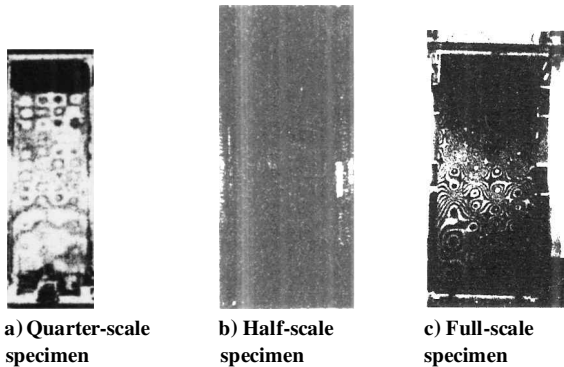 a) Quarter-scale
specimen
b) Half-scale
specimen
c) Full-scale
specimen